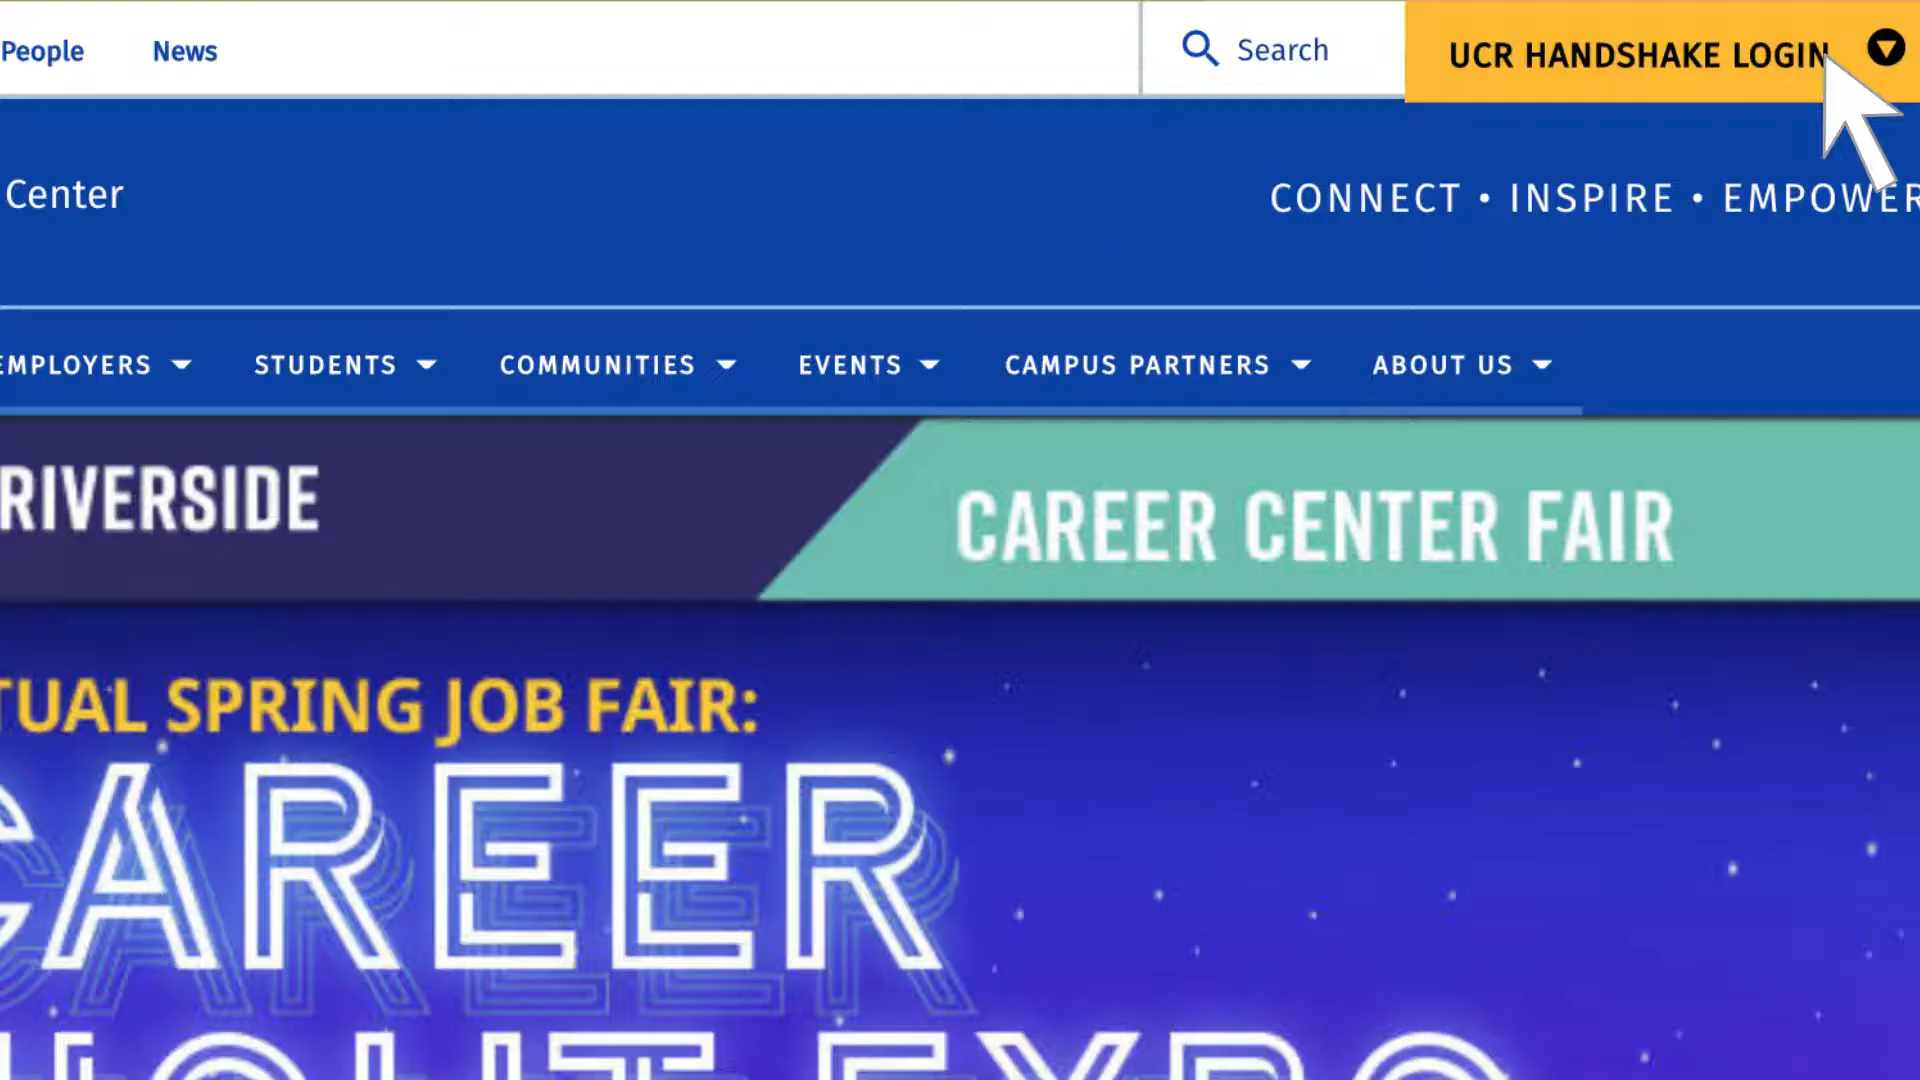 People News Search UCR HANDSHAKE LOGIN
Center CONNECT • INSPIRE • EMPOWER
EMPLOYERS STUDENTS COMMUNITIES EVENTS CAMPUS PARTNERS ABOUT US
RIVERSIDE CAREER CENTER FAIR
TUAL SPRING JOB FAIR:
CAREER
EXPO